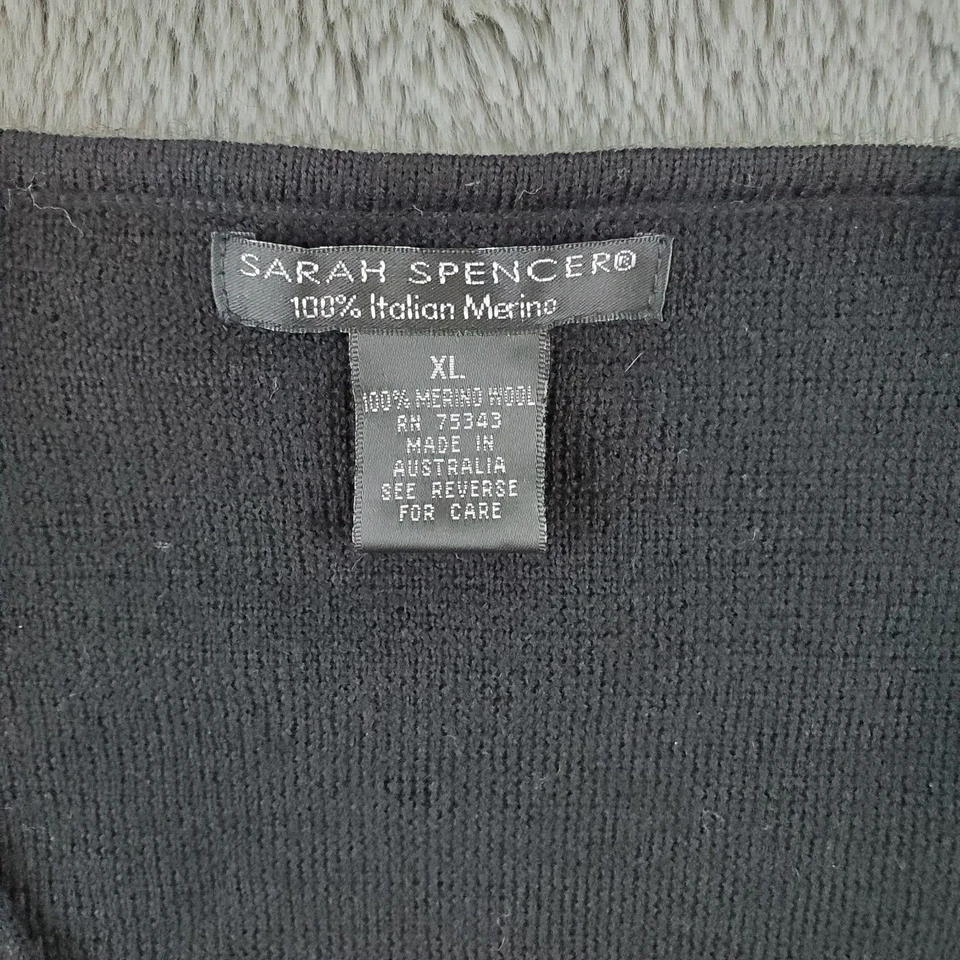 SARAH SPENCER®
100% Italian Merino
XL
100% MERINO WOOL
RN 75343
MADE IN
AUSTRALIA
SEE REVERSE
FOR CARE